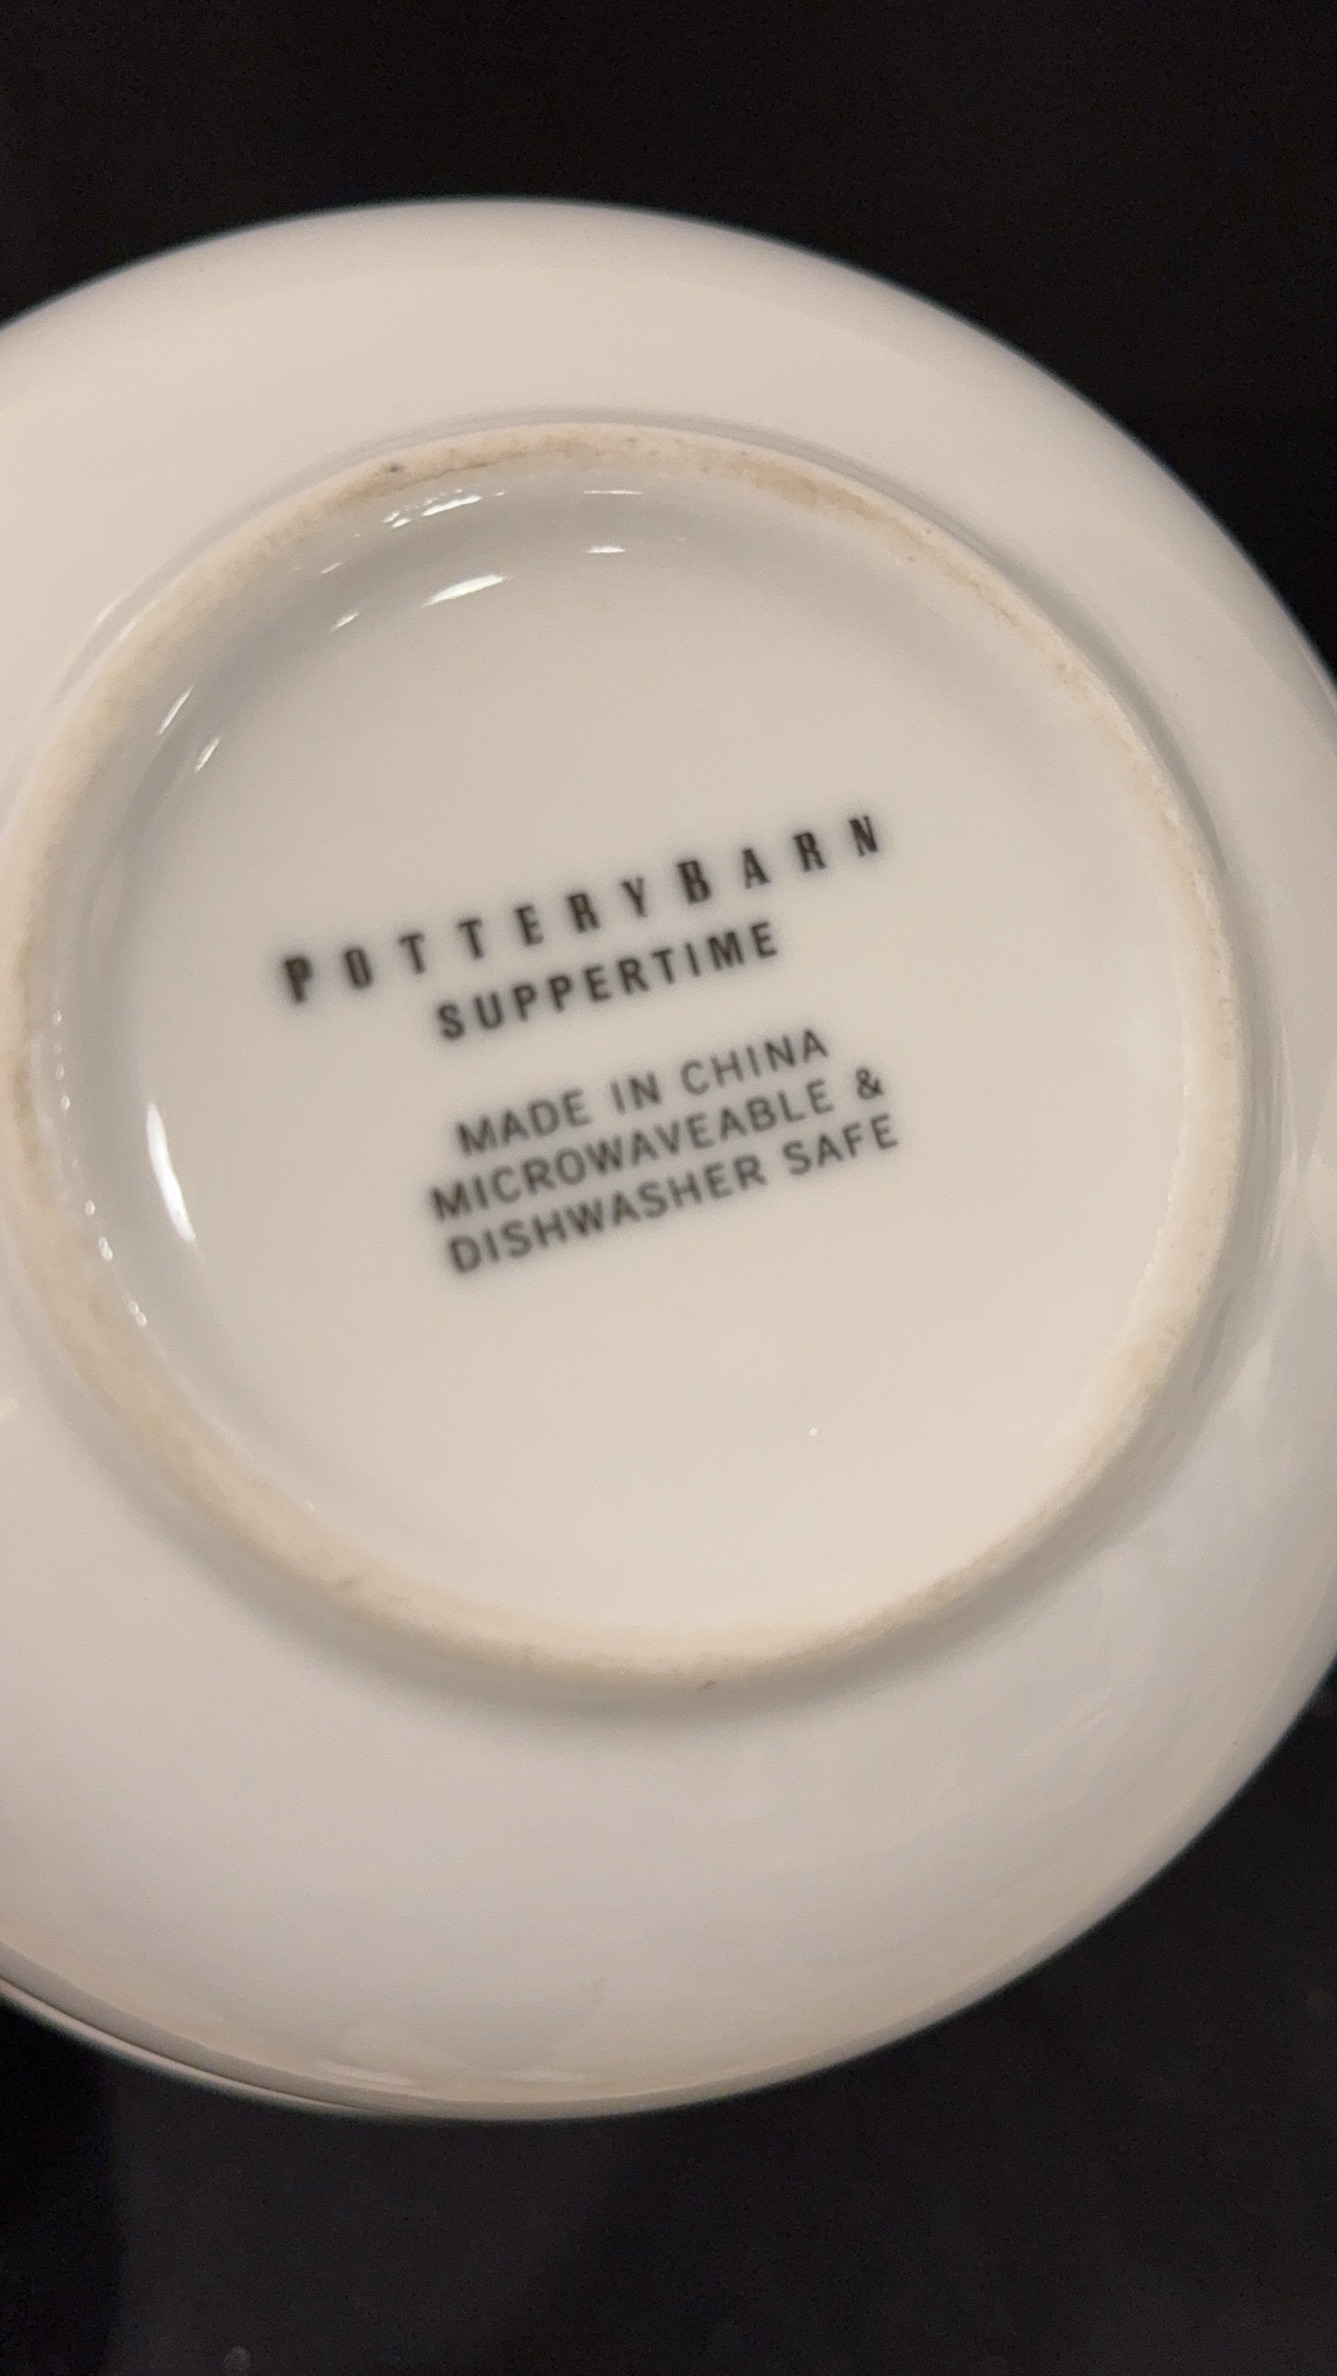 POTTERYBARN
SUPPERTIME
MADE IN CHINA
MICROWAVEABLE &
DISHWASHER SAFE